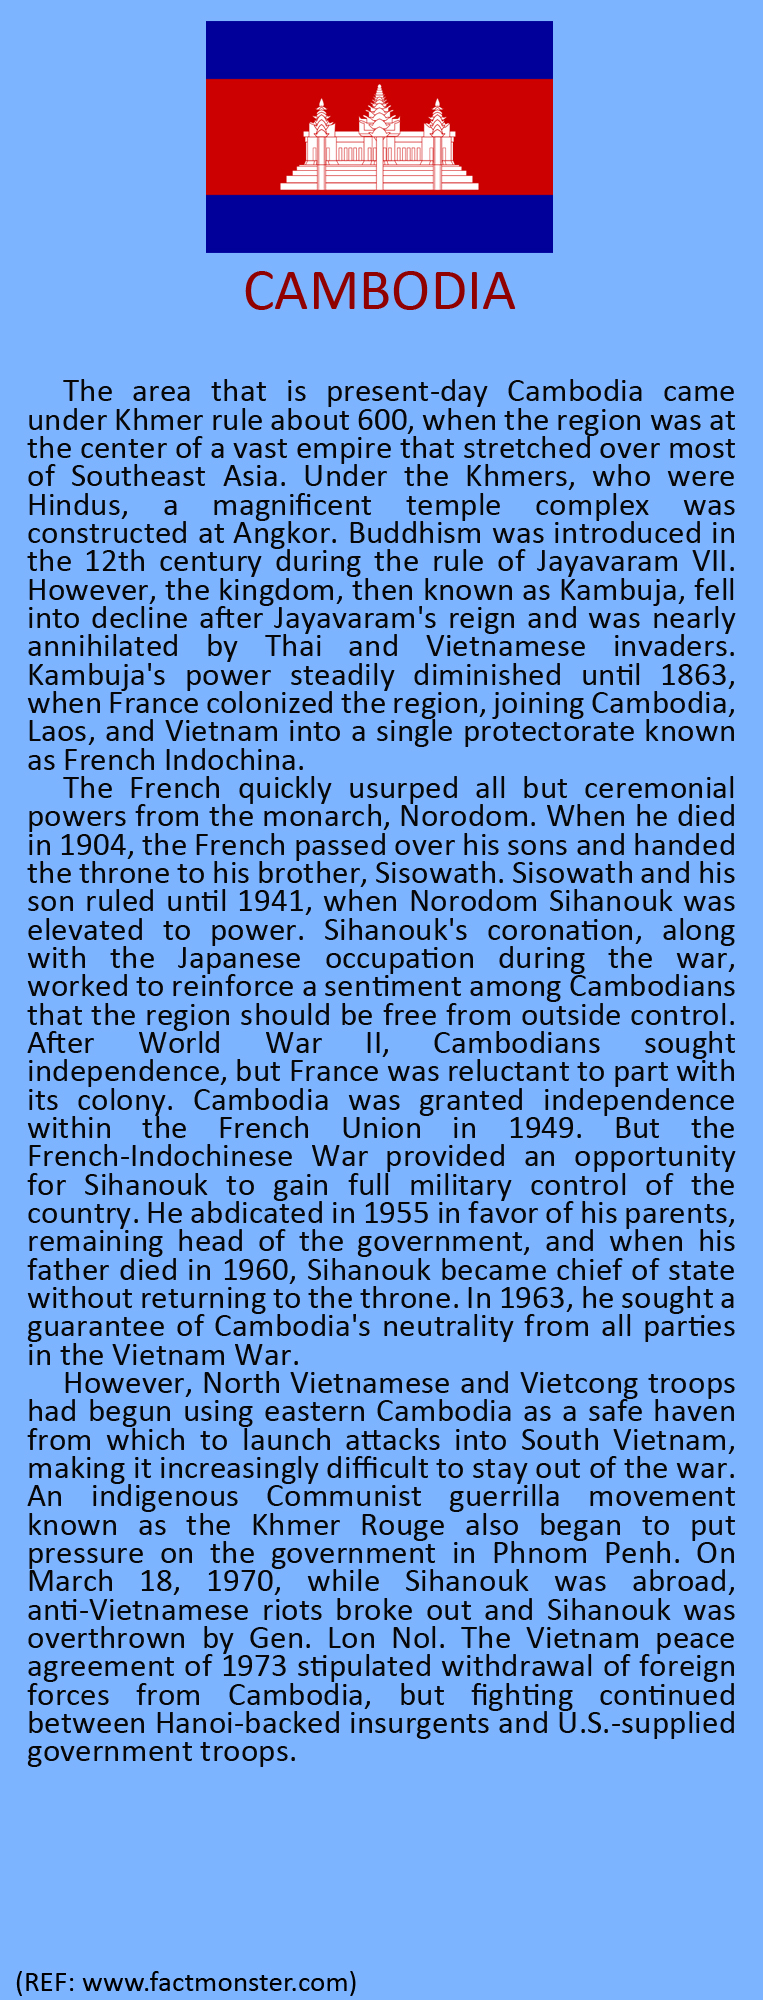 CAMBODIA
The area that is present-day Cambodia came
under Khmer rule about 600, when the region was at
the center of a vast empire that stretched over most
of Southeast Asia. Under the Khmers, who were
Hindus, a magnificent temple complex was
constructed at Angkor. Buddhism was introduced in
the 12th century during the rule of Jayavaram VII.
However, the kingdom, then known as Kambuja, fell
into decline after Jayavaram's reign and was nearly
annihilated by Thai and Vietnamese invaders.
Kambuja's power steadily diminished until 1863,
when France colonized the region, joining Cambodia,
Laos, and Vietnam into a single protectorate known
as French Indochina.
The French quickly usurped all but ceremonial
powers from the monarch, Norodom. When he died
in 1904, the French passed over his sons and handed
the throne to his brother, Sisowath. Sisowath and his
son ruled until 1941, when Norodom Sihanouk was
elevated to power. Sihanouk's coronation, along
with the Japanese occupation during the war,
worked to reinforce a sentiment among Cambodians
that the region should be free from outside control.
After World War II, Cambodians sought
independence, but France was reluctant to part with
its colony. Cambodia was granted independence
within the French Union in 1949. But the
French-Indochinese War provided an opportunity
for Sihanouk to gain full military control of the
country. He abdicated in 1955 in favor of his parents,
remaining head of the government, and when his
father died in 1960, Sihanouk became chief of state
without returning to the throne. In 1963, he sought a
guarantee of Cambodia's neutrality from all parties
in the Vietnam War.
However, North Vietnamese and Vietcong troops
had begun using eastern Cambodia as a safe haven
from which to launch attacks into South Vietnam,
making it increasingly difficult to stay out of the war.
An indigenous Communist guerrilla movement
known as the Khmer Rouge also began to put
pressure on the government in Phnom Penh. On
March 18, 1970, while Sihanouk was abroad,
anti-Vietnamese riots broke out and Sihanouk was
overthrown by Gen. Lon Nol. The Vietnam peace
agreement of 1973 stipulated withdrawal of foreign
forces from Cambodia, but fighting continued
between Hanoi-backed insurgents and U.S.-supplied
government troops.
(REF: www.factmonster.com)